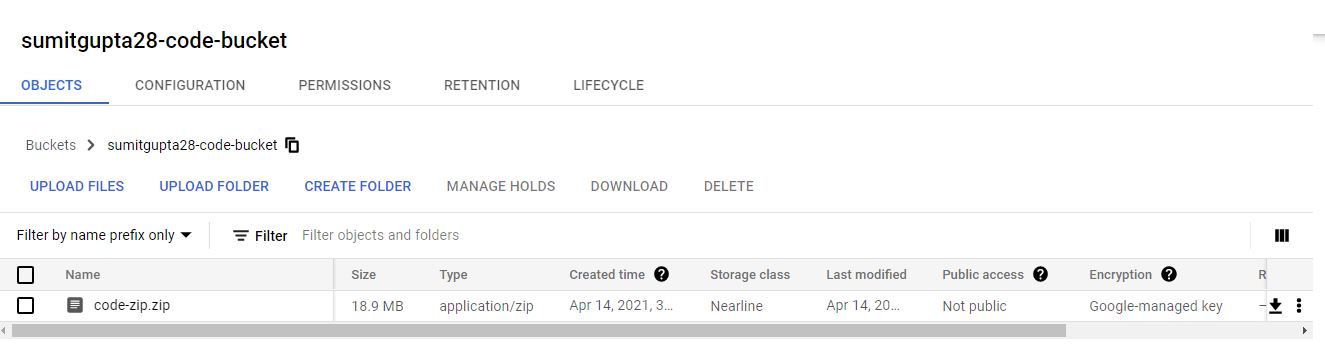 sumitgupta28-code-bucket
OBJECTS CONFIGURATION PERMISSIONS RETENTION LIFECYCLE
Buckets > sumitgupta28-code-bucket
UPLOAD FILES UPLOAD FOLDER CREATE FOLDER MANAGE HOLDS DOWNLOAD DELETE
Filter by name prefix only Filter Filter objects and folders
Name Size Type Created time ? Storage class Last modified Public access ? Encryption ? R
code-zip.zip 18.9 MB application/zip Apr 14, 2021, 3... Nearline Apr 14, 20... Not public Google-managed key –